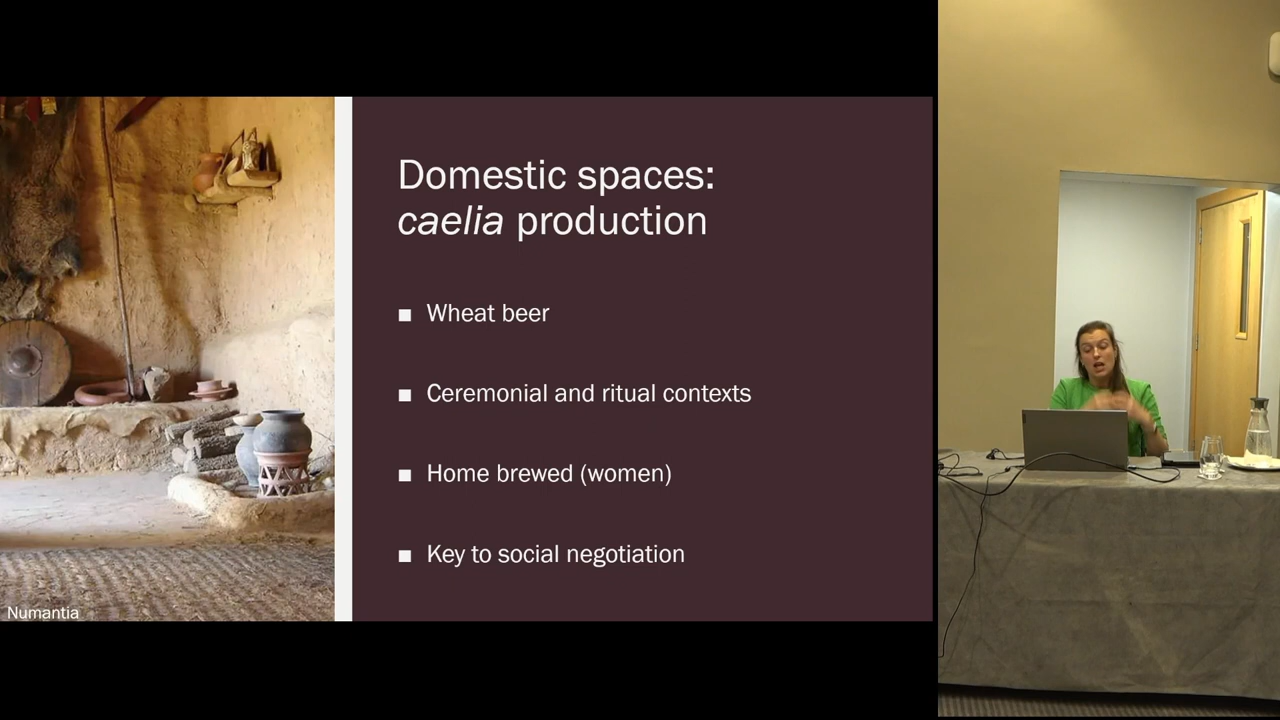 Domestic spaces:
caelia production
■ Wheat beer
■ Ceremonial and ritual contexts
■ Home brewed (women)
■ Key to social negotiation
Numantia